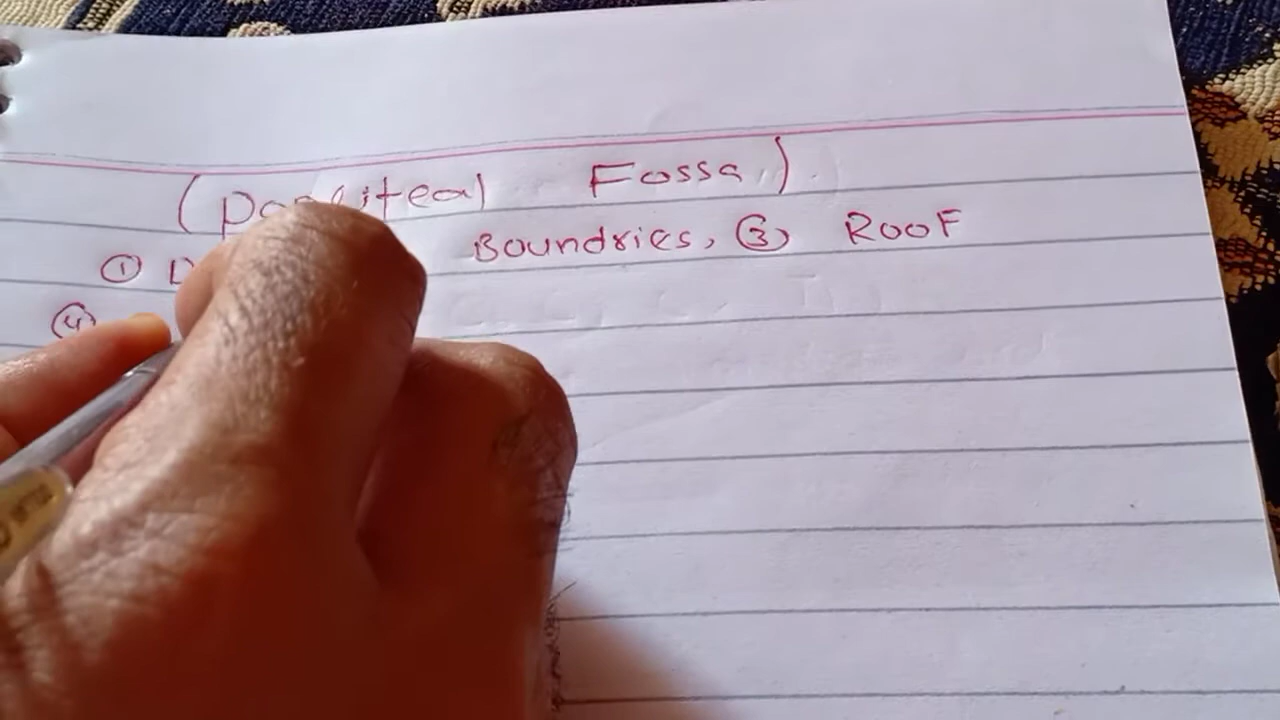 (Popliteal Fossa).
① Boundries, ③ Roof
④